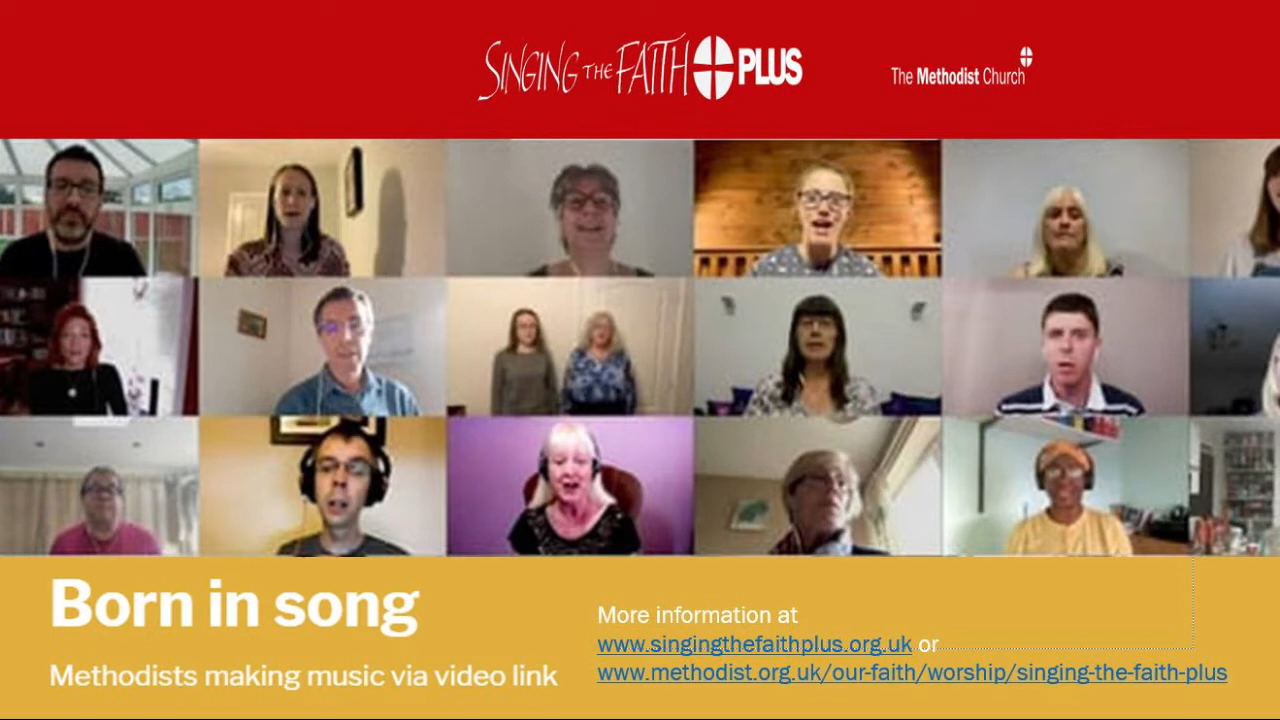 SINGING THE FAITH PLUS
The Methodist Church
Born in song
Methodists making music via video link
More information at
www.singingthefaithplus.org.uk or
www.methodist.org.uk/our-faith/worship/singing-the-faith-plus